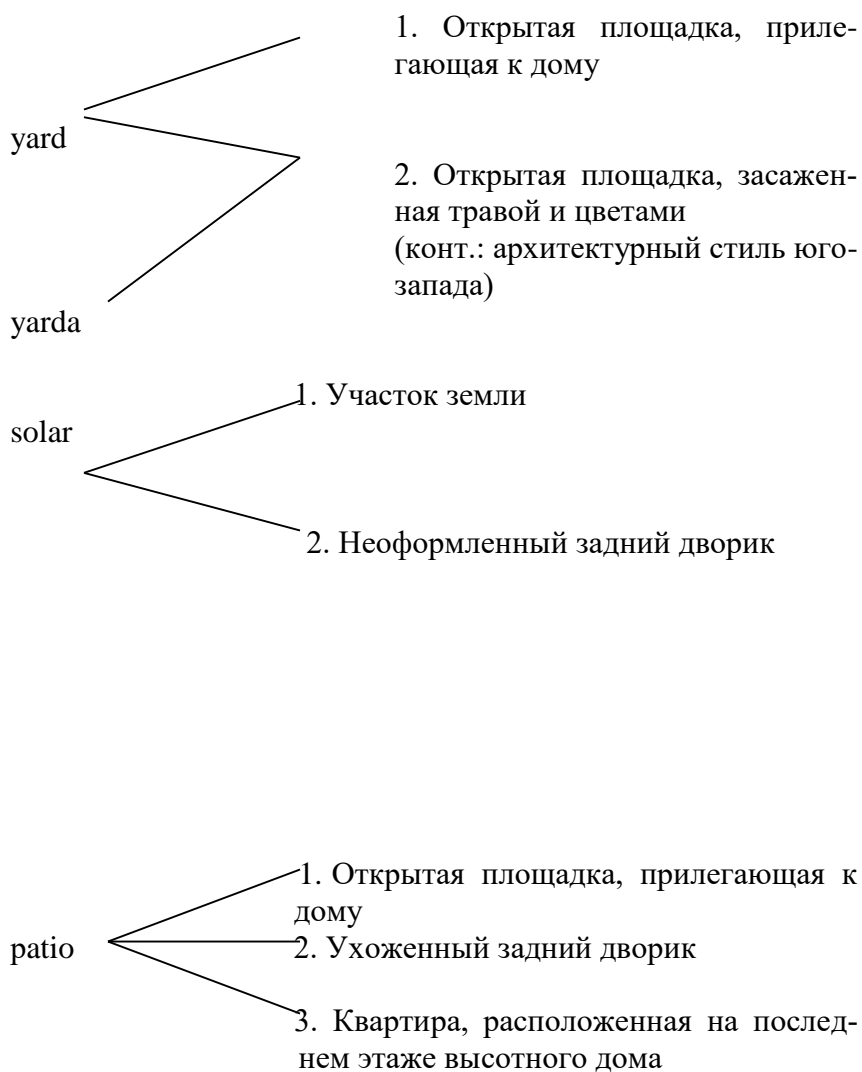 1. Открытая площадка, приле-
гающая к дому
yard
2. Открытая площадка, засажен-
ная травой и цветами
(конт.: архитектурный стиль юго-
запада)
yarda
1. Участок земли
solar
2. Неоформленный задний дворик
1. Открытая площадка, прилегающая к
дому
patio
2. Ухоженный задний дворик
3. Квартира, расположенная на послед-
нем этаже высотного дома